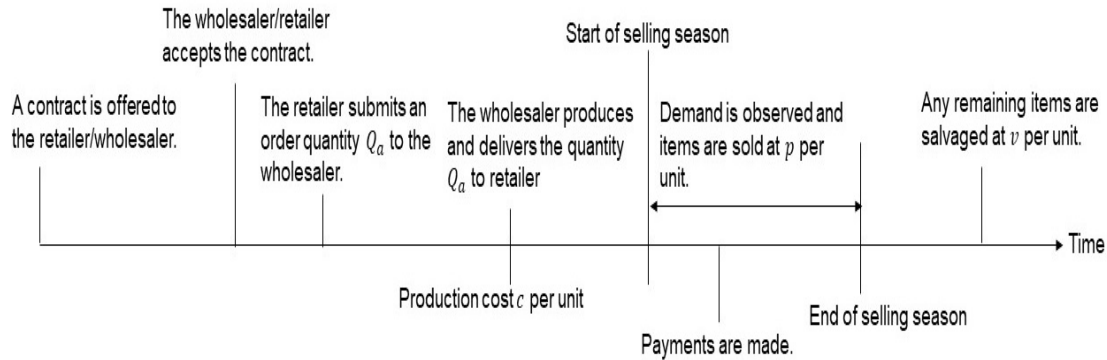 The wholesaler/retailer
accepts the contract.
Start of selling season
A contract is offered to
the retailer/wholesaler.
The retailer submits an
order quantity Q_a to the
wholesaler.
The wholesaler produces
and delivers the quantity
Q_a to retailer
Demand is observed and
items are sold at p per
unit.
Any remaining items are
salvaged at v per unit.
Time
Production cost c per unit
End of selling season
Payments are made.